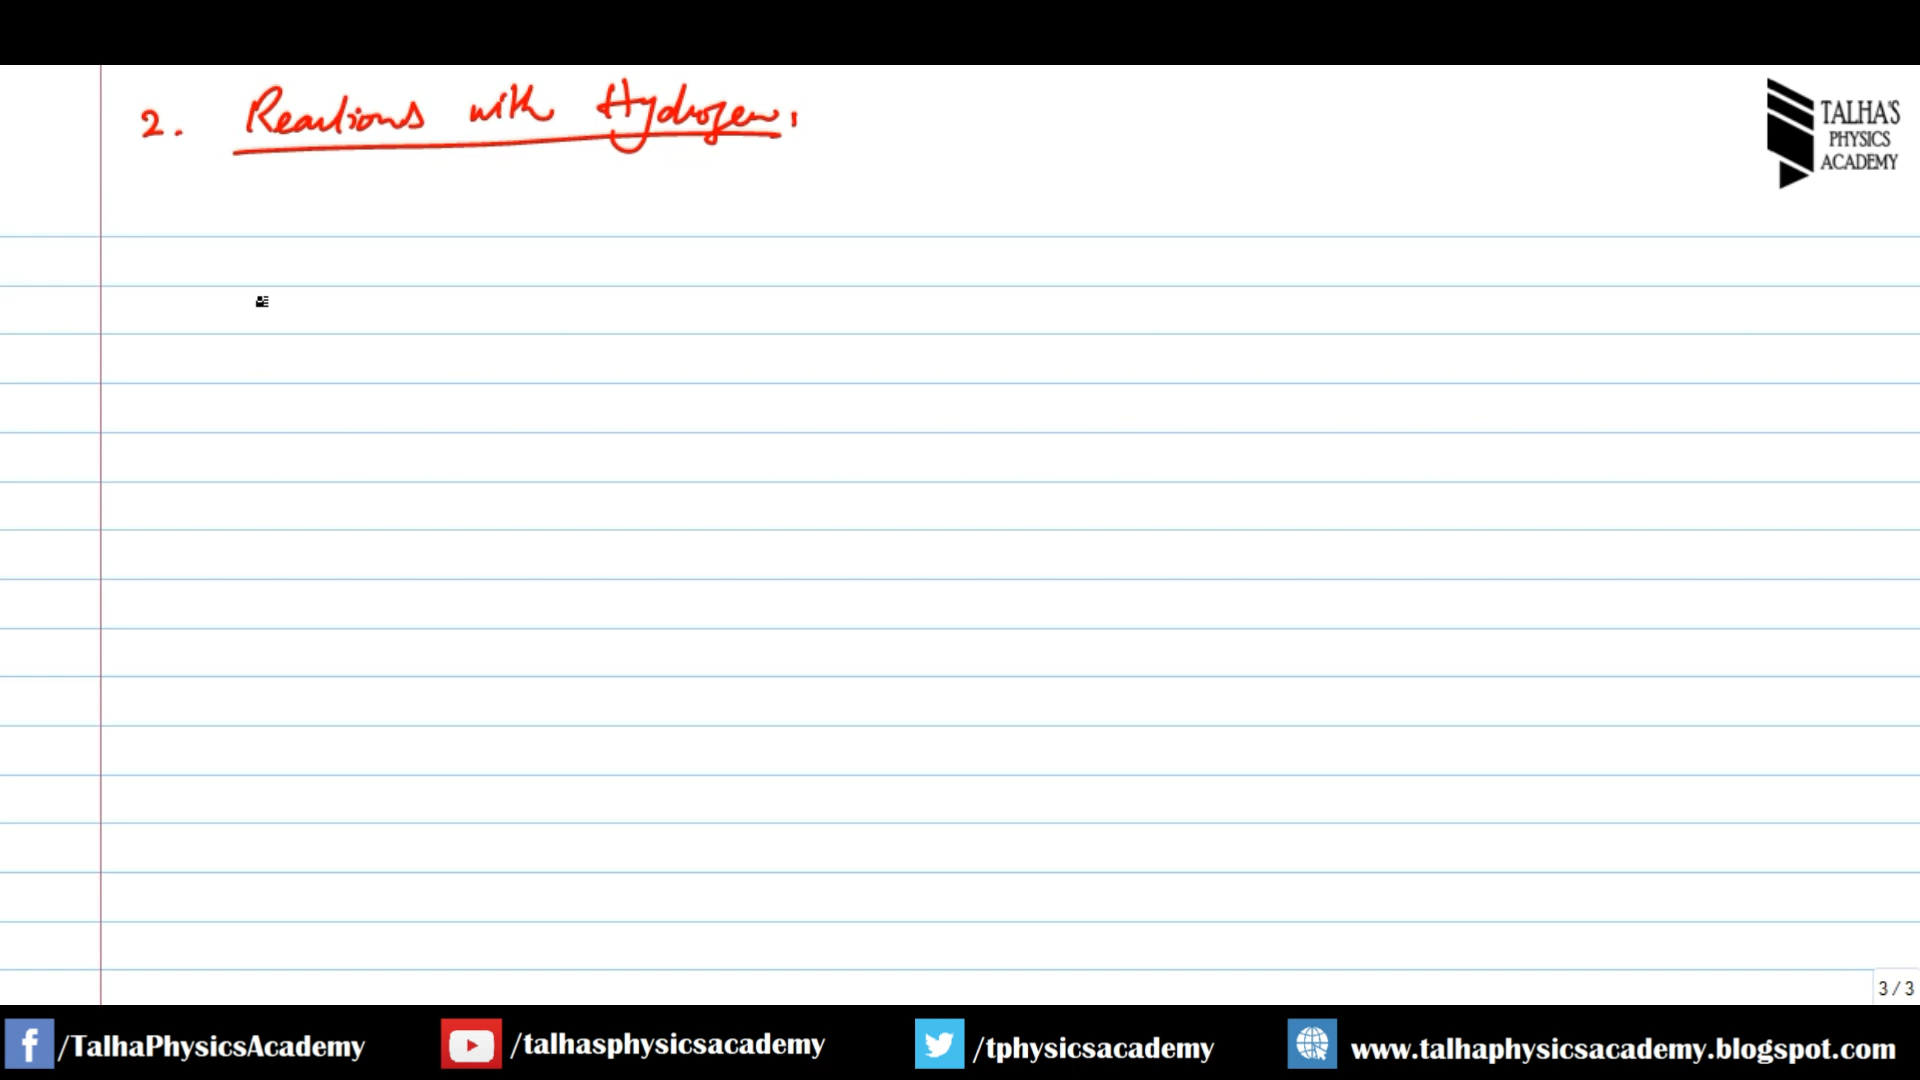 2. Reactions with Hydrogen.
TALHA'S
PHYSICS
ACADEMY
3 / 3
/TalhaPhysicsAcademy
/talhasphysicsacademy
/tphysicsacademy
www.talhaphysicsacademy.blogspot.com